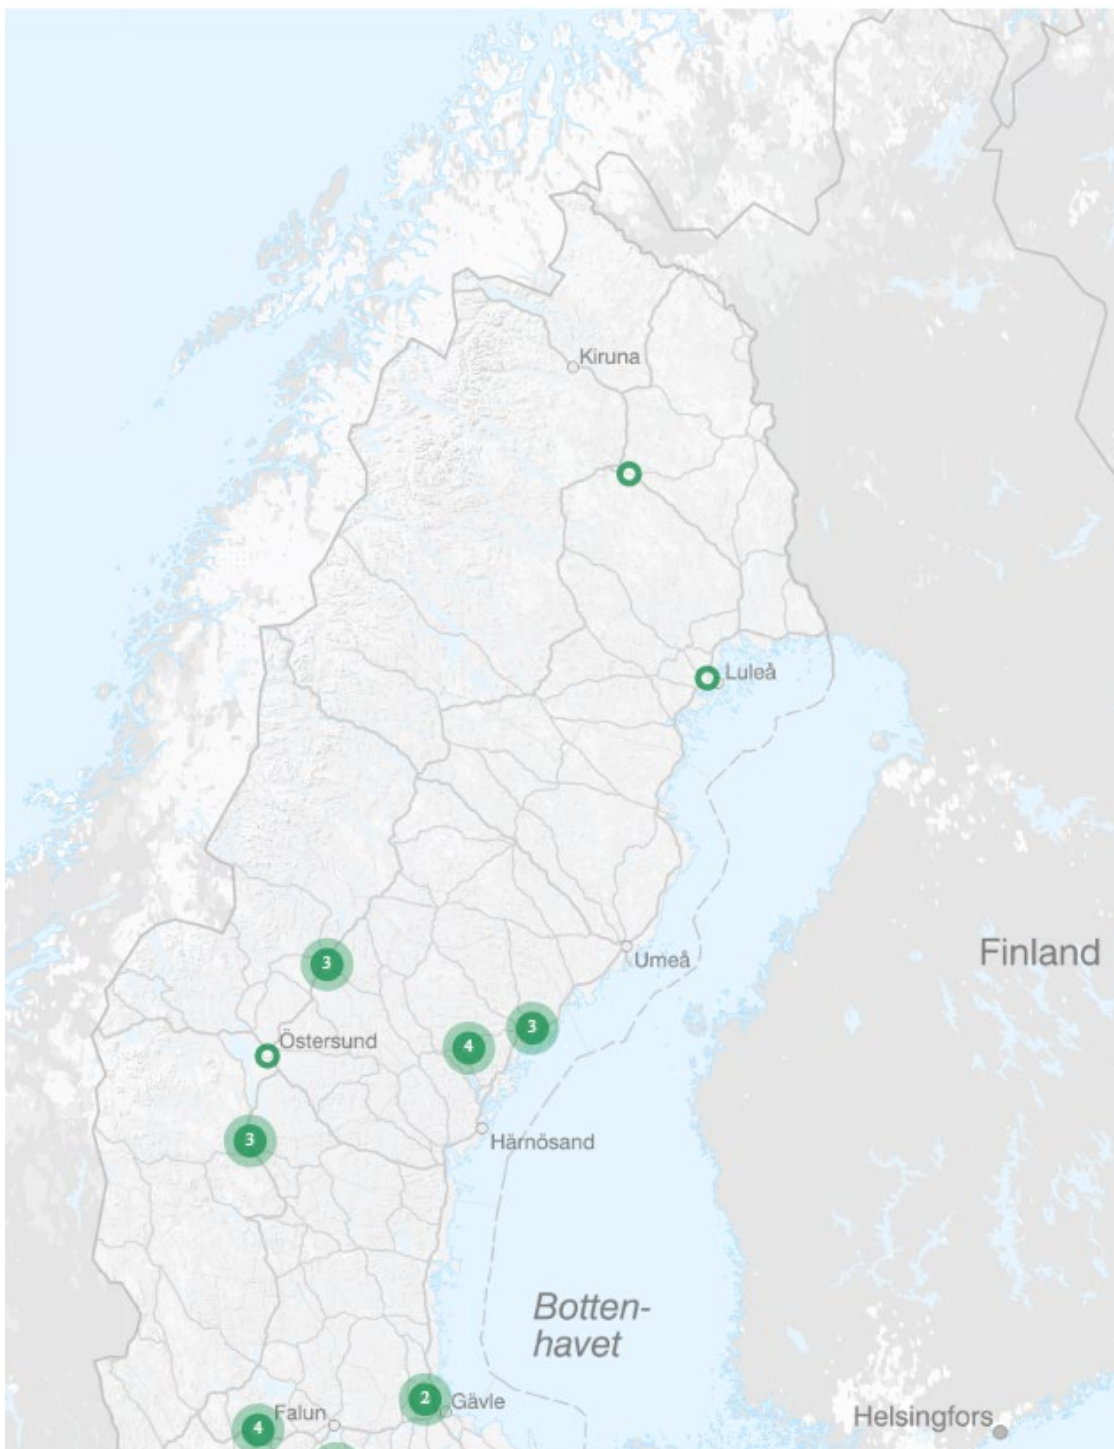 Kiruna
Luleå
Umeå
Finland
3
3
4
Östersund
3
Härnösand
Botten-
havet
2
Gävle
Falun
4
Helsingfors